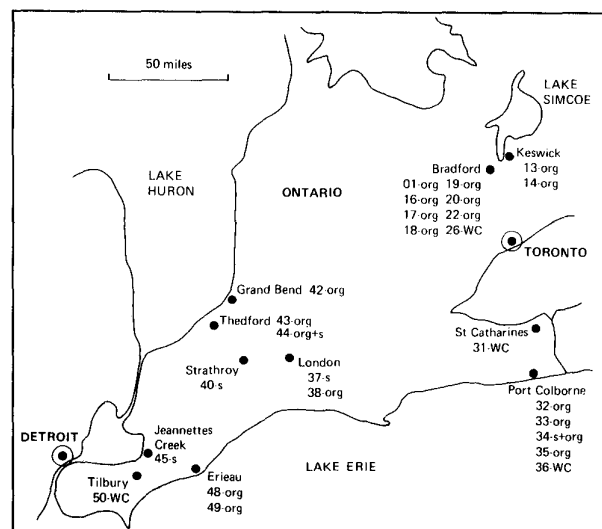 50 miles
LAKE
SIMCOE
LAKE
HURON
ONTARIO
Keswick
13-org
14-org
Bradford
01-org 19-org
16-org 20-org
17-org 22-org
18-org 26-WC
TORONTO
Grand Bend 42-org
Thedford 43-org
44-org+s
St Catharines
31-WC
Strathroy
40-s
London
37-s
38-org
Port Colborne
32-org
33-org
34-s+org
35-org
36-WC
DETROIT
Jeannettes
Creek
45-s
Tilbury
50-WC
Erieau
48-org
49-org
LAKE ERIE